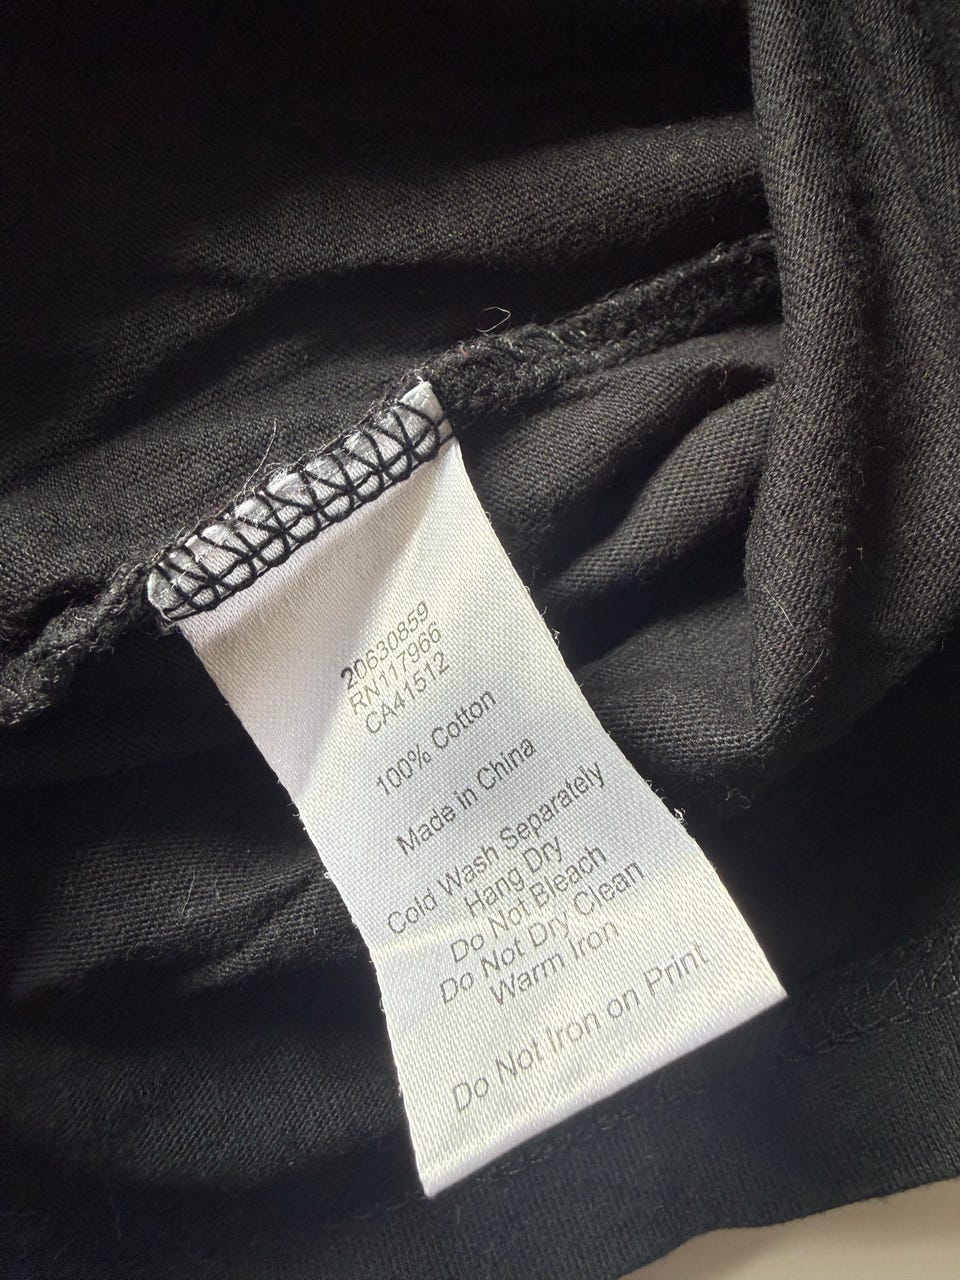 20630859
RN117966
CA41512
100% Cotton
Made in China
Cold Wash Separately
Hang Dry
Do Not Bleach
Do Not Dry Clean
Warm Iron
Do Not Iron on Print